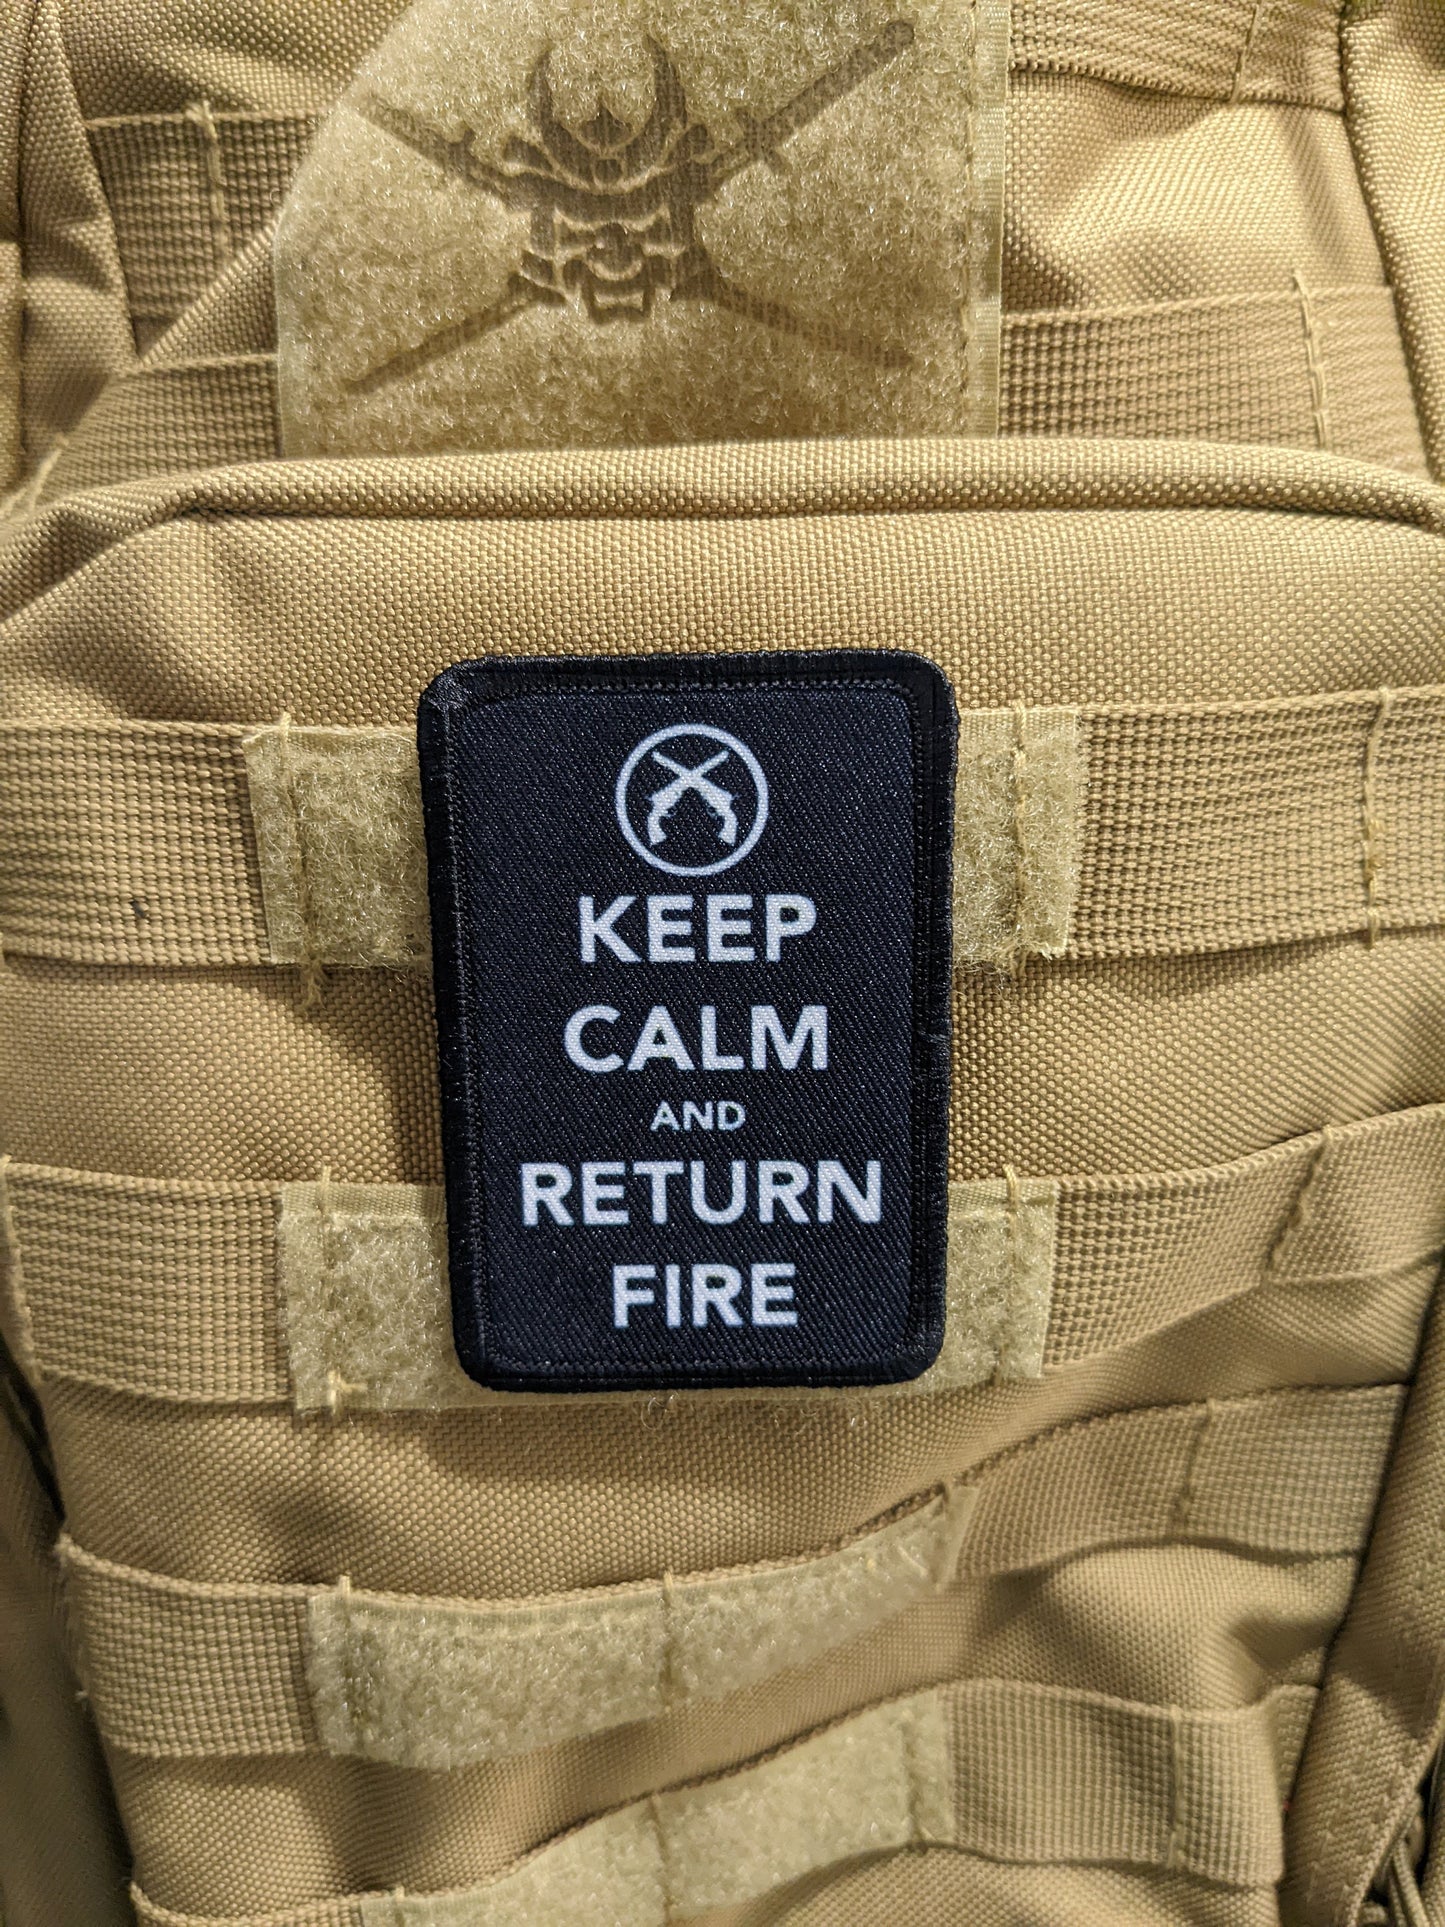 KEEP
CALM
AND
RETURN
FIRE